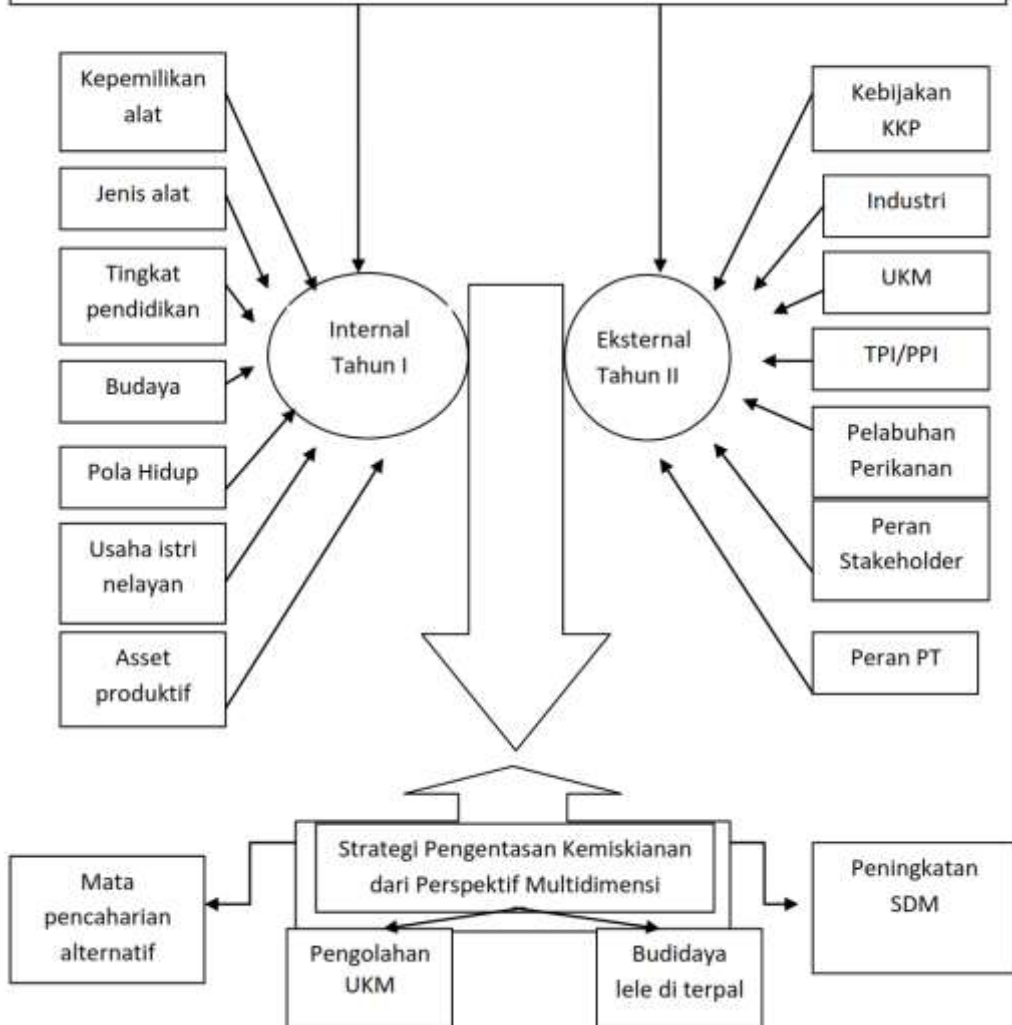 Kepemilikan
alat
Jenis alat
Tingkat
pendidikan
Budaya
Pola Hidup
Usaha istri
nelayan
Asset
produktif
Internal
Tahun I
Eksternal
Tahun II
Kebijakan
KKP
Industri
UKM
TPI/PPI
Pelabuhan
Perikanan
Peran
Stakeholder
Peran PT
Strategi Pengentasan Kemiskianan
dari Perspektif Multidimensi
Mata
pencaharian
alternatif
Pengolahan
UKM
Budidaya
lele di terpal
Peningkatan
SDM